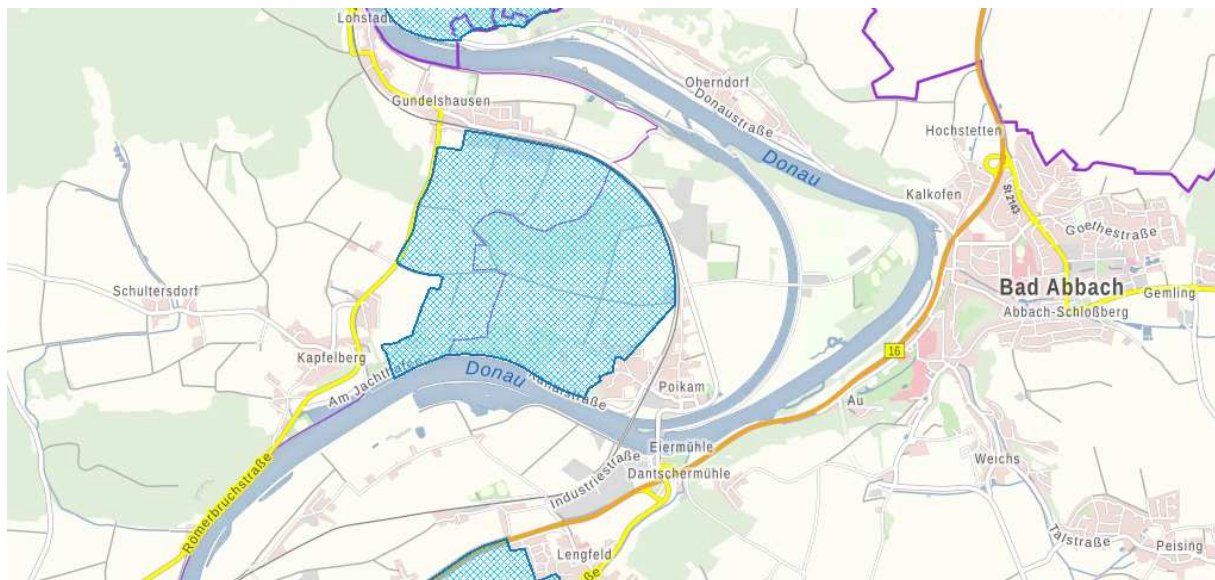 Lohstadt
Oberndorf
Gundelshausen
Donaustraße
Hochstetten
Donau
Kalkofen
St 2143
Goethestraße
Bad Abbach
Schultersdorf
Gemling
Abbach-Schloßberg
16
Kapfelberg
Donau
Poikam
Am Jachthafen
Kanalstraße
Au
Eiermühle
Weichs
Römerbruchstraße
Industriestraße
Dantschermühle
Talstraße
Peising
Lengfeld